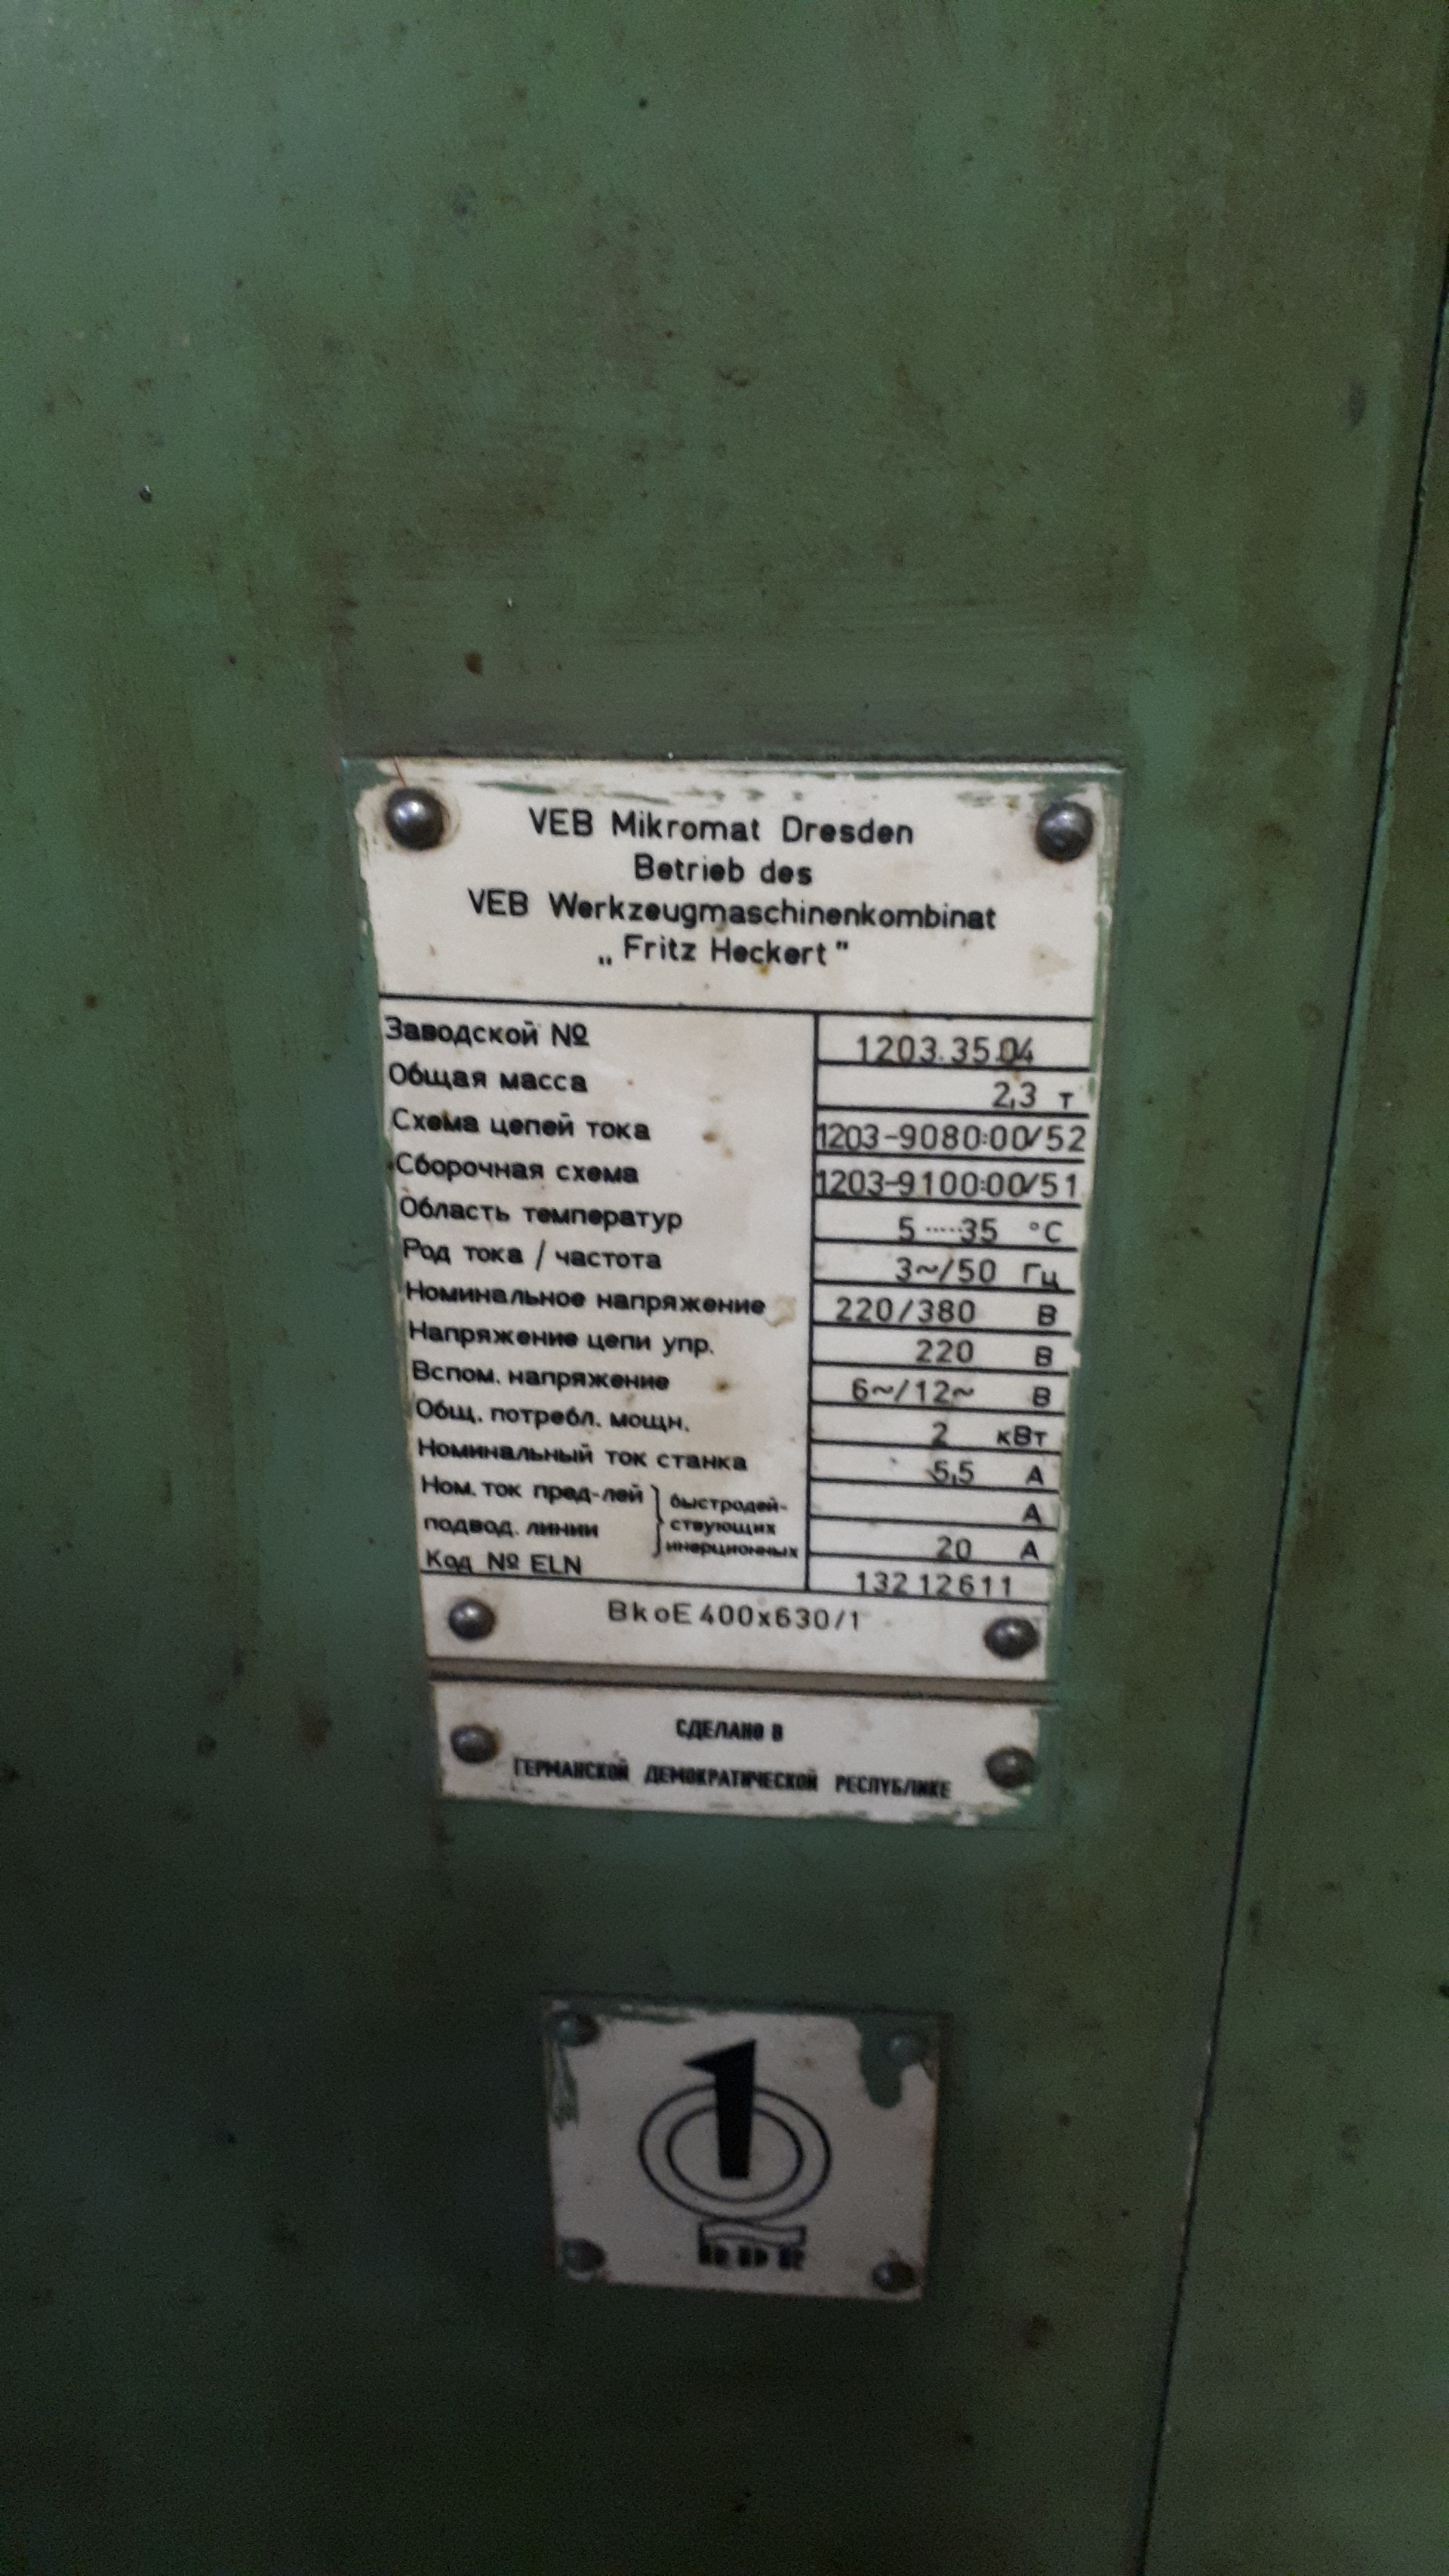 VEB Mikromat Dresden
Betrieb des
VEB Werkzeugmaschinenkombinat
„Fritz Heckert"
Заводской № 1203.3504
Общая масса 2,3 т
Схема цепей тока 1203-9080:00/52
Сборочная схема 1203-9100:00/51
Область температур 5·····35 °C
Род тока / частота 3~/50 Гц
Номинальное напряжение 220/380 В
Напряжение цепи упр. 220 В
Вспом. напряжение 6~/12~ В
Общ. потребл. мощн. 2 кВт
Номинальный ток станка 5,5 А
Ном. ток пред-лей быстродей- А
подвод. линии ствующих
инерционных 20 А
Код № ELN 132 12 611
BkoE 400x630/1
СДЕЛАНО В
ГЕРМАНСКОЙ ДЕМОКРАТИЧЕСКОЙ РЕСПУБЛИКЕ
1